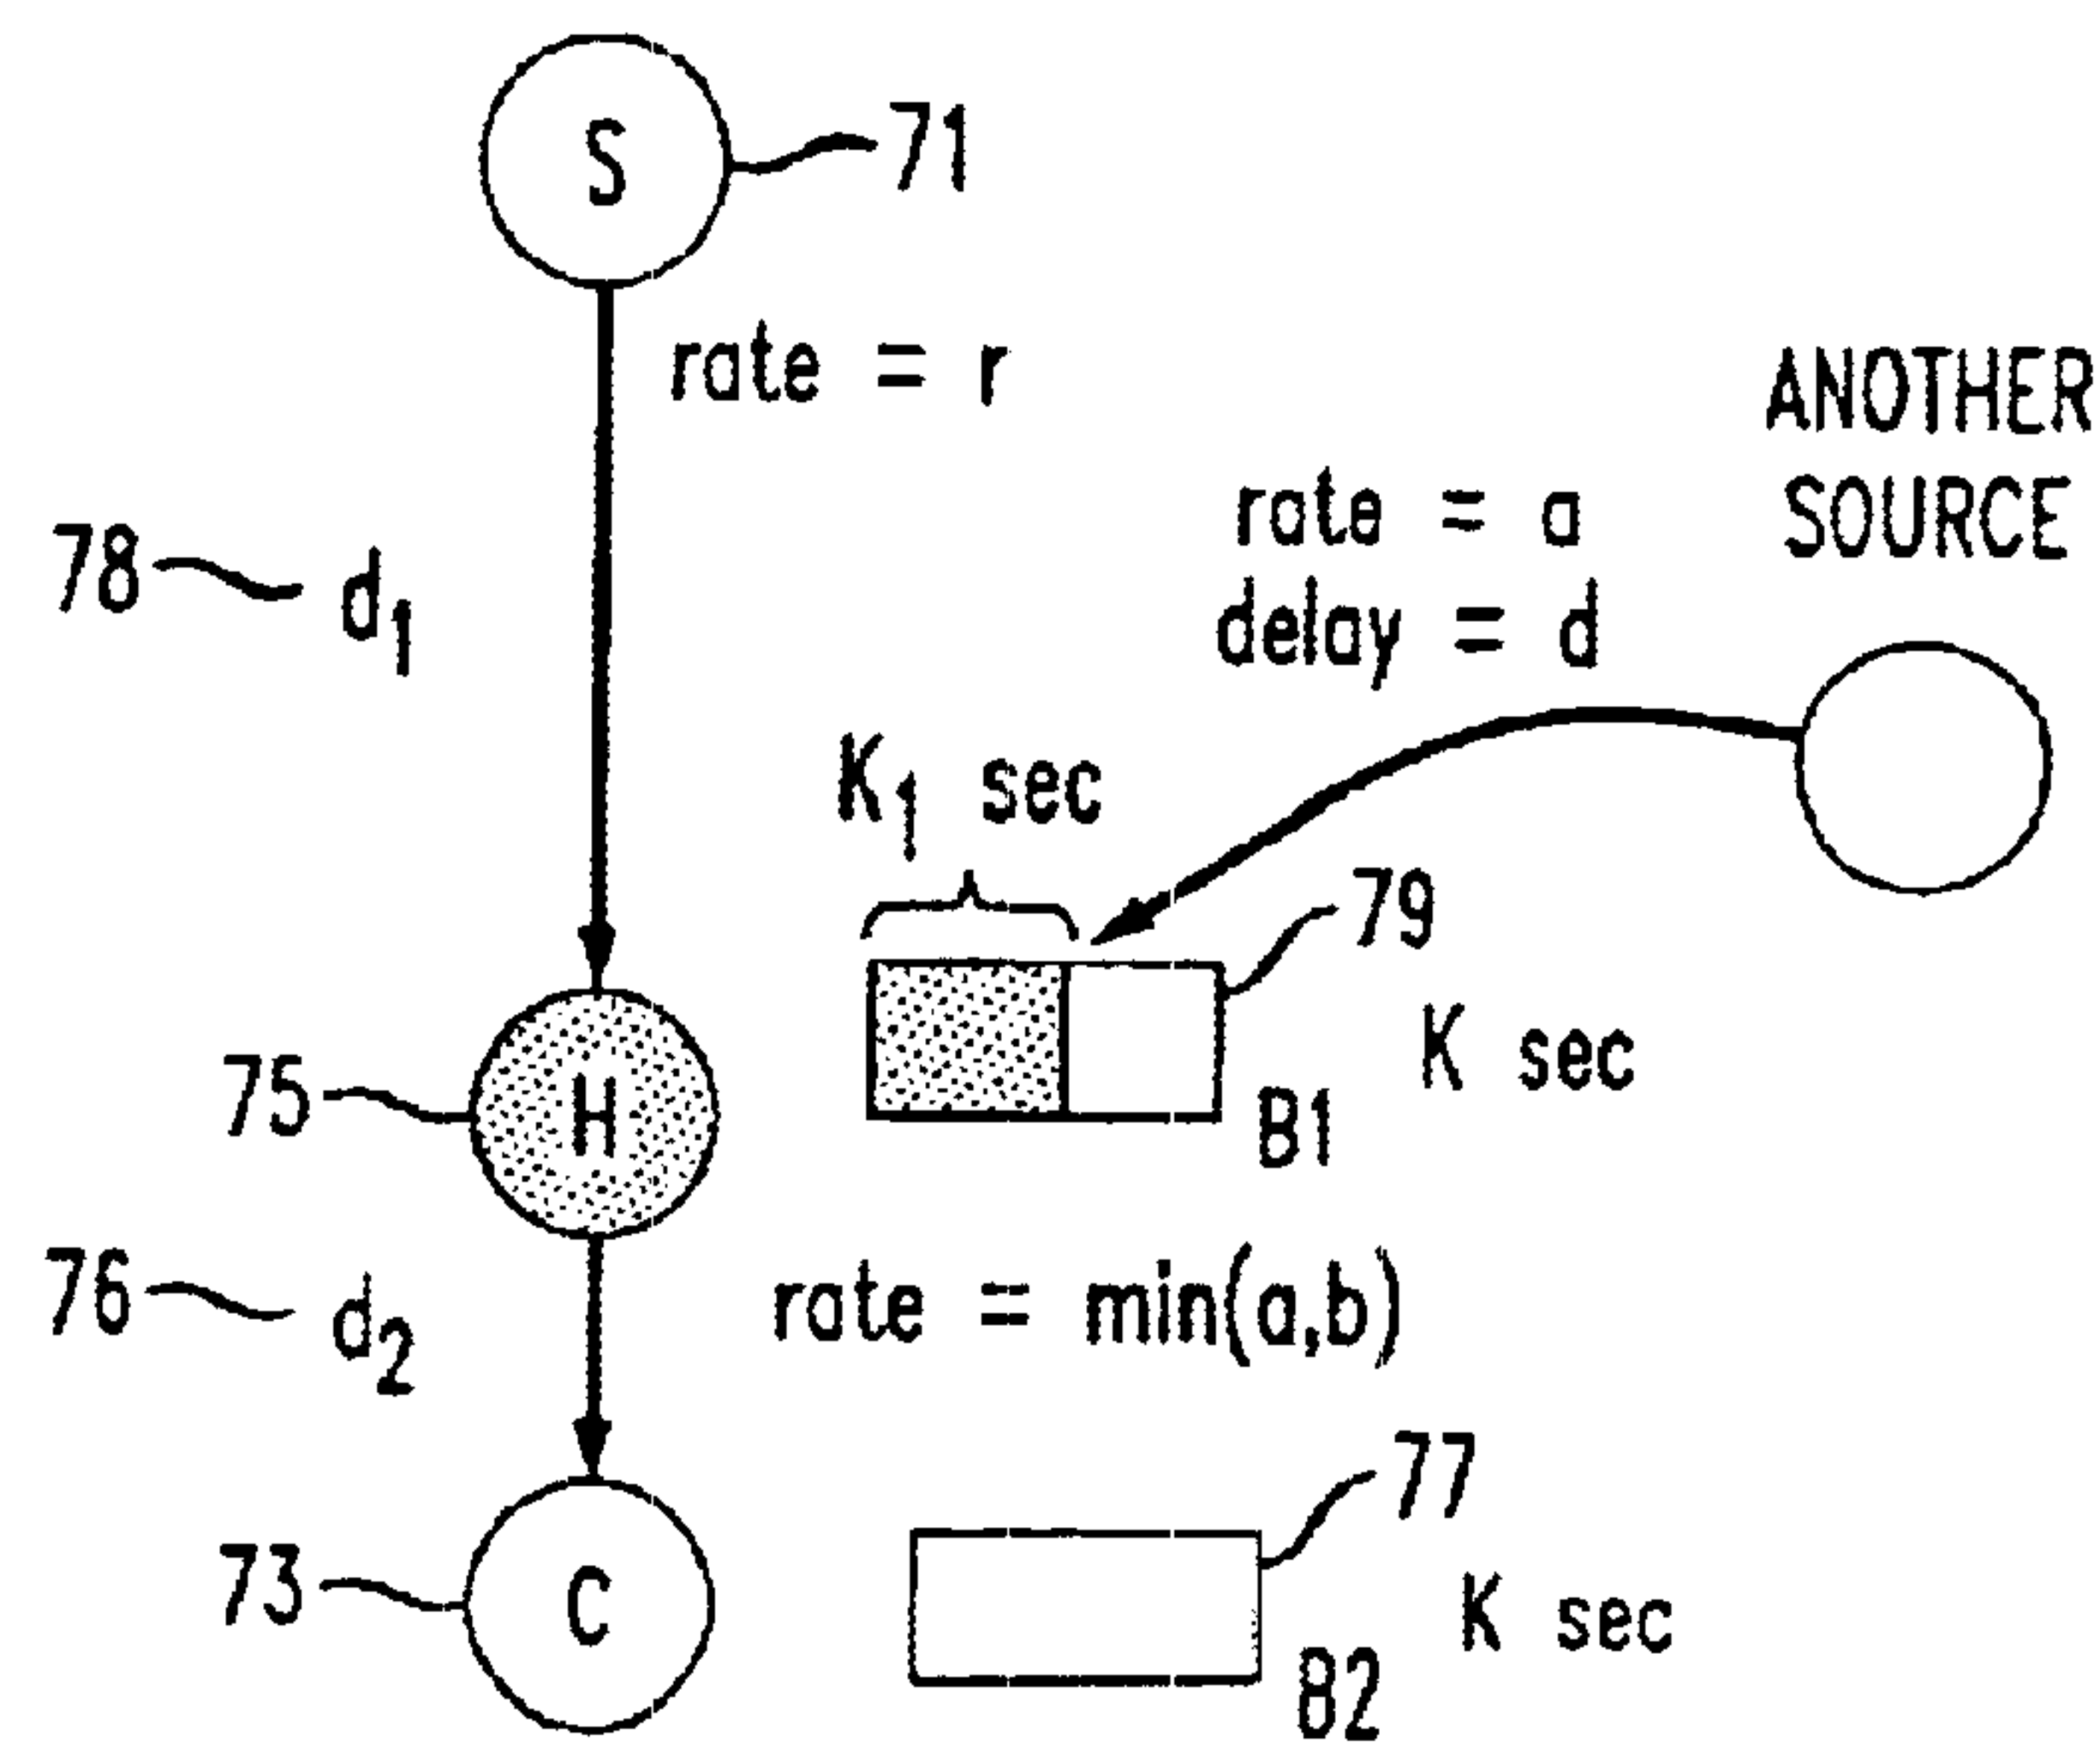 S
71
rate = r
ANOTHER
SOURCE
rate = a
delay = d
78
d1
K1 sec
79
75
H
K sec
B1
76
d2
rate = min(a,b)
77
73
C
K sec
B2